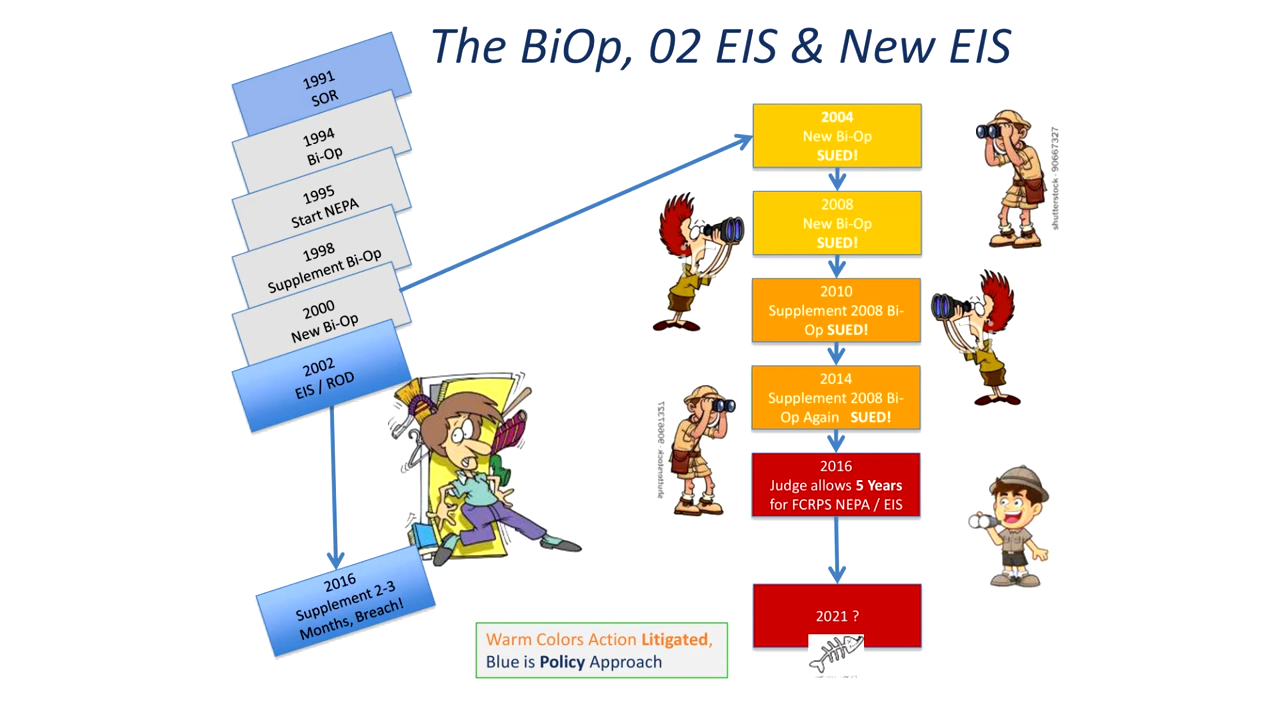 The BiOp, 02 EIS & New EIS
1991
SOR
1994
Bi-Op
1995
Start NEPA
1998
Supplement Bi-Op
2000
New Bi-Op
2002
EIS / ROD
2016
Supplement 2-3
Months, Breach!
2004
New Bi-Op
SUED!
2008
New Bi-Op
SUED!
2010
Supplement 2008 Bi-
Op SUED!
2014
Supplement 2008 Bi-
Op Again SUED!
2016
Judge allows 5 Years
for FCRPS NEPA / EIS
2021 ?
Warm Colors Action Litigated,
Blue is Policy Approach
shutterstock · 90667327
shutterstock · 90667327